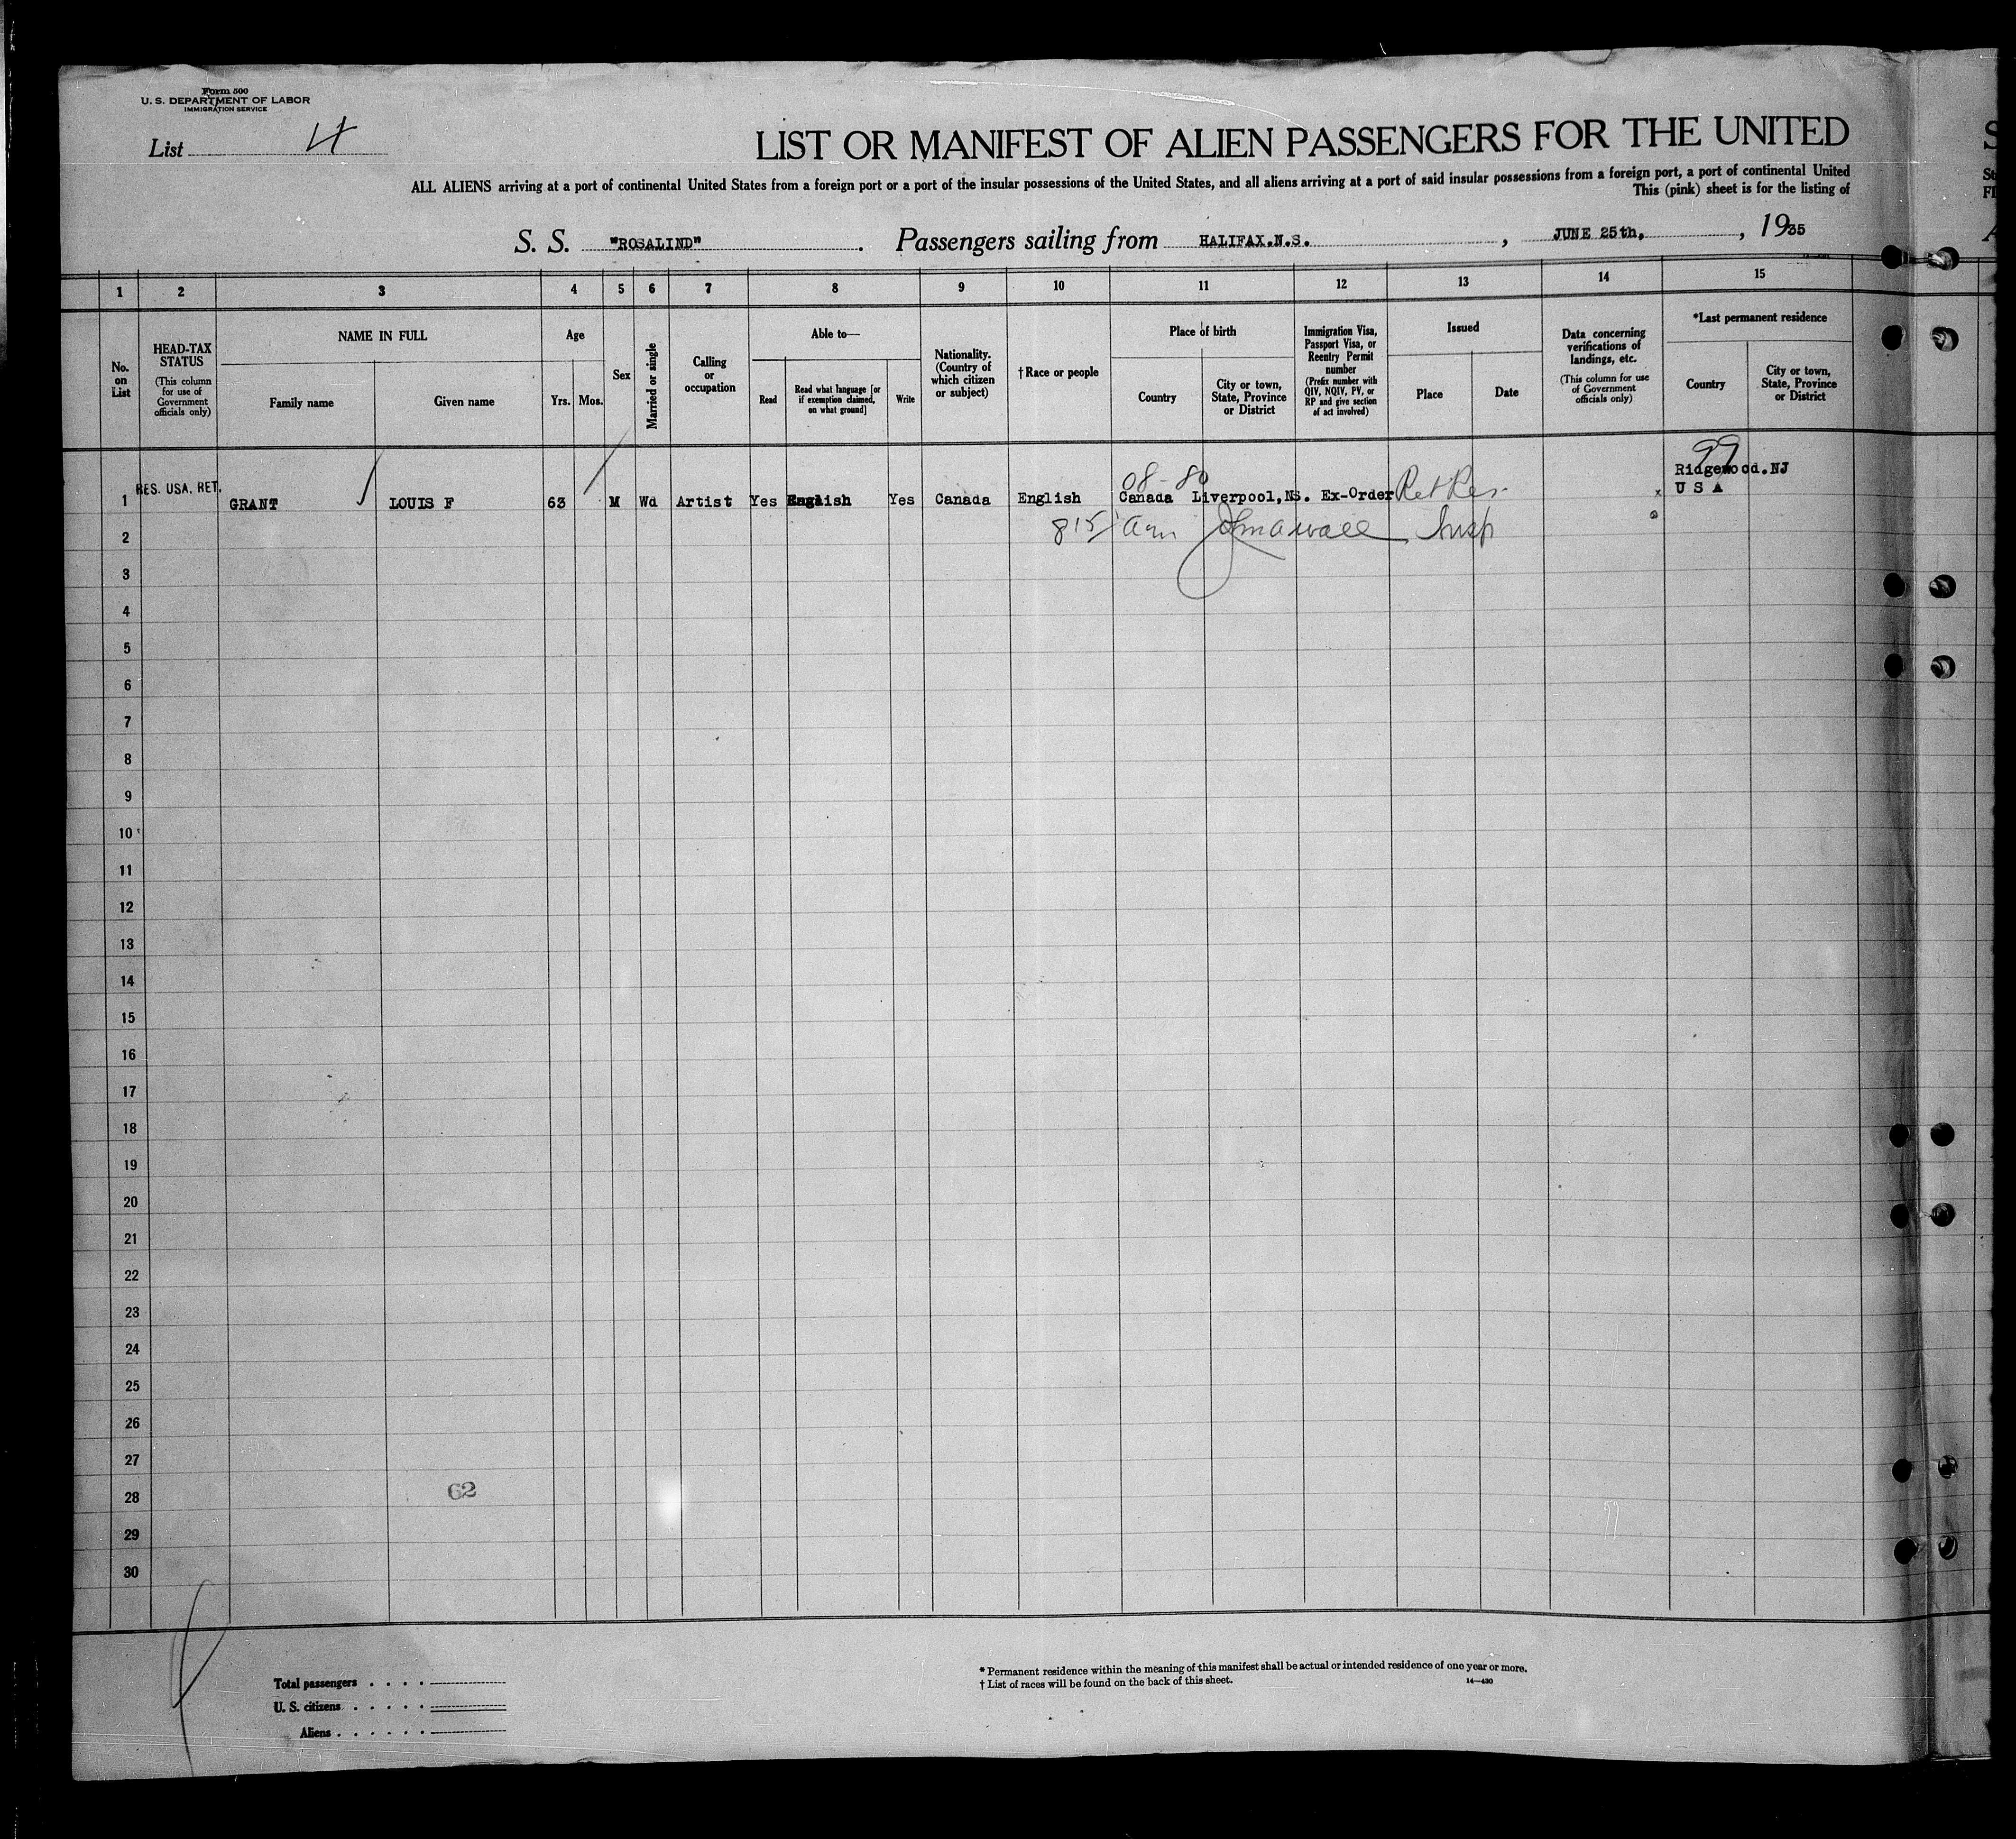 Form 500
U. S. DEPARTMENT OF LABOR
IMMIGRATION SERVICE
List 4
LIST OR MANIFEST OF ALIEN PASSENGERS FOR THE UNITED
ALL ALIENS arriving at a port of continental United States from a foreign port or a port of the insular possessions of the United States, and all aliens arriving at a port of said insular possessions from a foreign port, a port of continental United
This (pink) sheet is for the listing of
S. S. "ROSALIND". Passengers sailing from HALIFAX.N.S., JUNE 25th, , 1935
1 2 3 4 5 6 7 8 9 10 11 12 13 14 15
No. on List
HEAD-TAX STATUS
(This column for use of Government officials only)
NAME IN FULL
Family name
Given name
Age
Yrs. Mos.
Sex
Married or single
Calling or occupation
Able to—
Read
Read what language [or if exemption claimed, on what ground]
Write
Nationality. (Country of which citizen or subject)
† Race or people
Place of birth
Country
City or town, State, Province or District
Immigration Visa, Passport Visa, or Reentry Permit number
(Prefix number with QIV, NQIV, PV, or RP and give section of act involved)
Issued
Place
Date
Data concerning verifications of landings, etc.
(This column for use of Government officials only)
*Last permanent residence
Country
City or town, State, Province or District
08-80
99
Ridgewood.NJ
1 RES. USA, RET. GRANT LOUIS F 63 M Wd Artist Yes English Yes Canada English Canada Liverpool,NS. Ex-Order Ret Res. x U S A
2 815 am Insp
3
4
5
6
7
8
9
10
11
12
13
14
15
16
17
18
19
20
21
22
23
24
25
26
27
28
62
29
30
Total passengers . . . .
U. S. citizens . . . . .
Aliens . . . . . .
* Permanent residence within the meaning of this manifest shall be actual or intended residence of one year or more.
† List of races will be found on the back of this sheet.
14—430